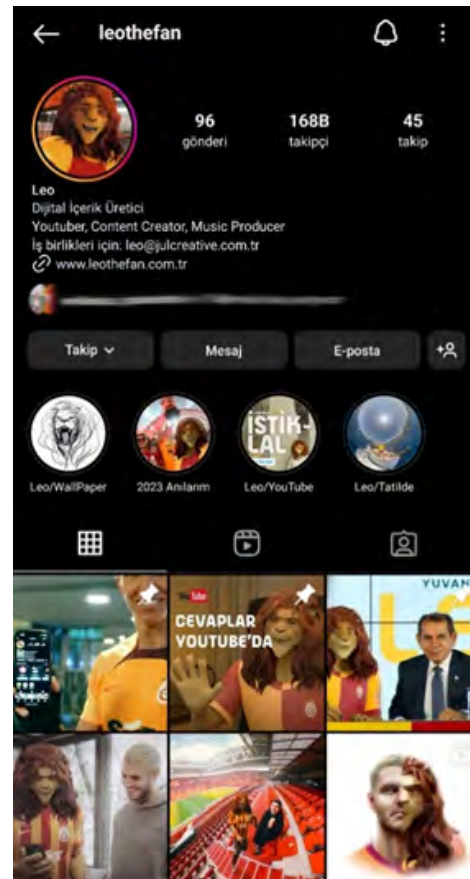 leothefan
96 168B 45
gönderi takipçi takip
Leo
Dijital İçerik Üretici
Youtuber, Content Creator, Music Producer
İş birlikleri için: leo@julcreative.com.tr
www.leothefan.com.tr
Takip Mesaj E-posta
İSTİK-
LAL
Leo/WallPaper 2023 Anılarım Leo/YouTube Leo/Tatilde
YUVAN
CEVAPLAR
YOUTUBE'DA